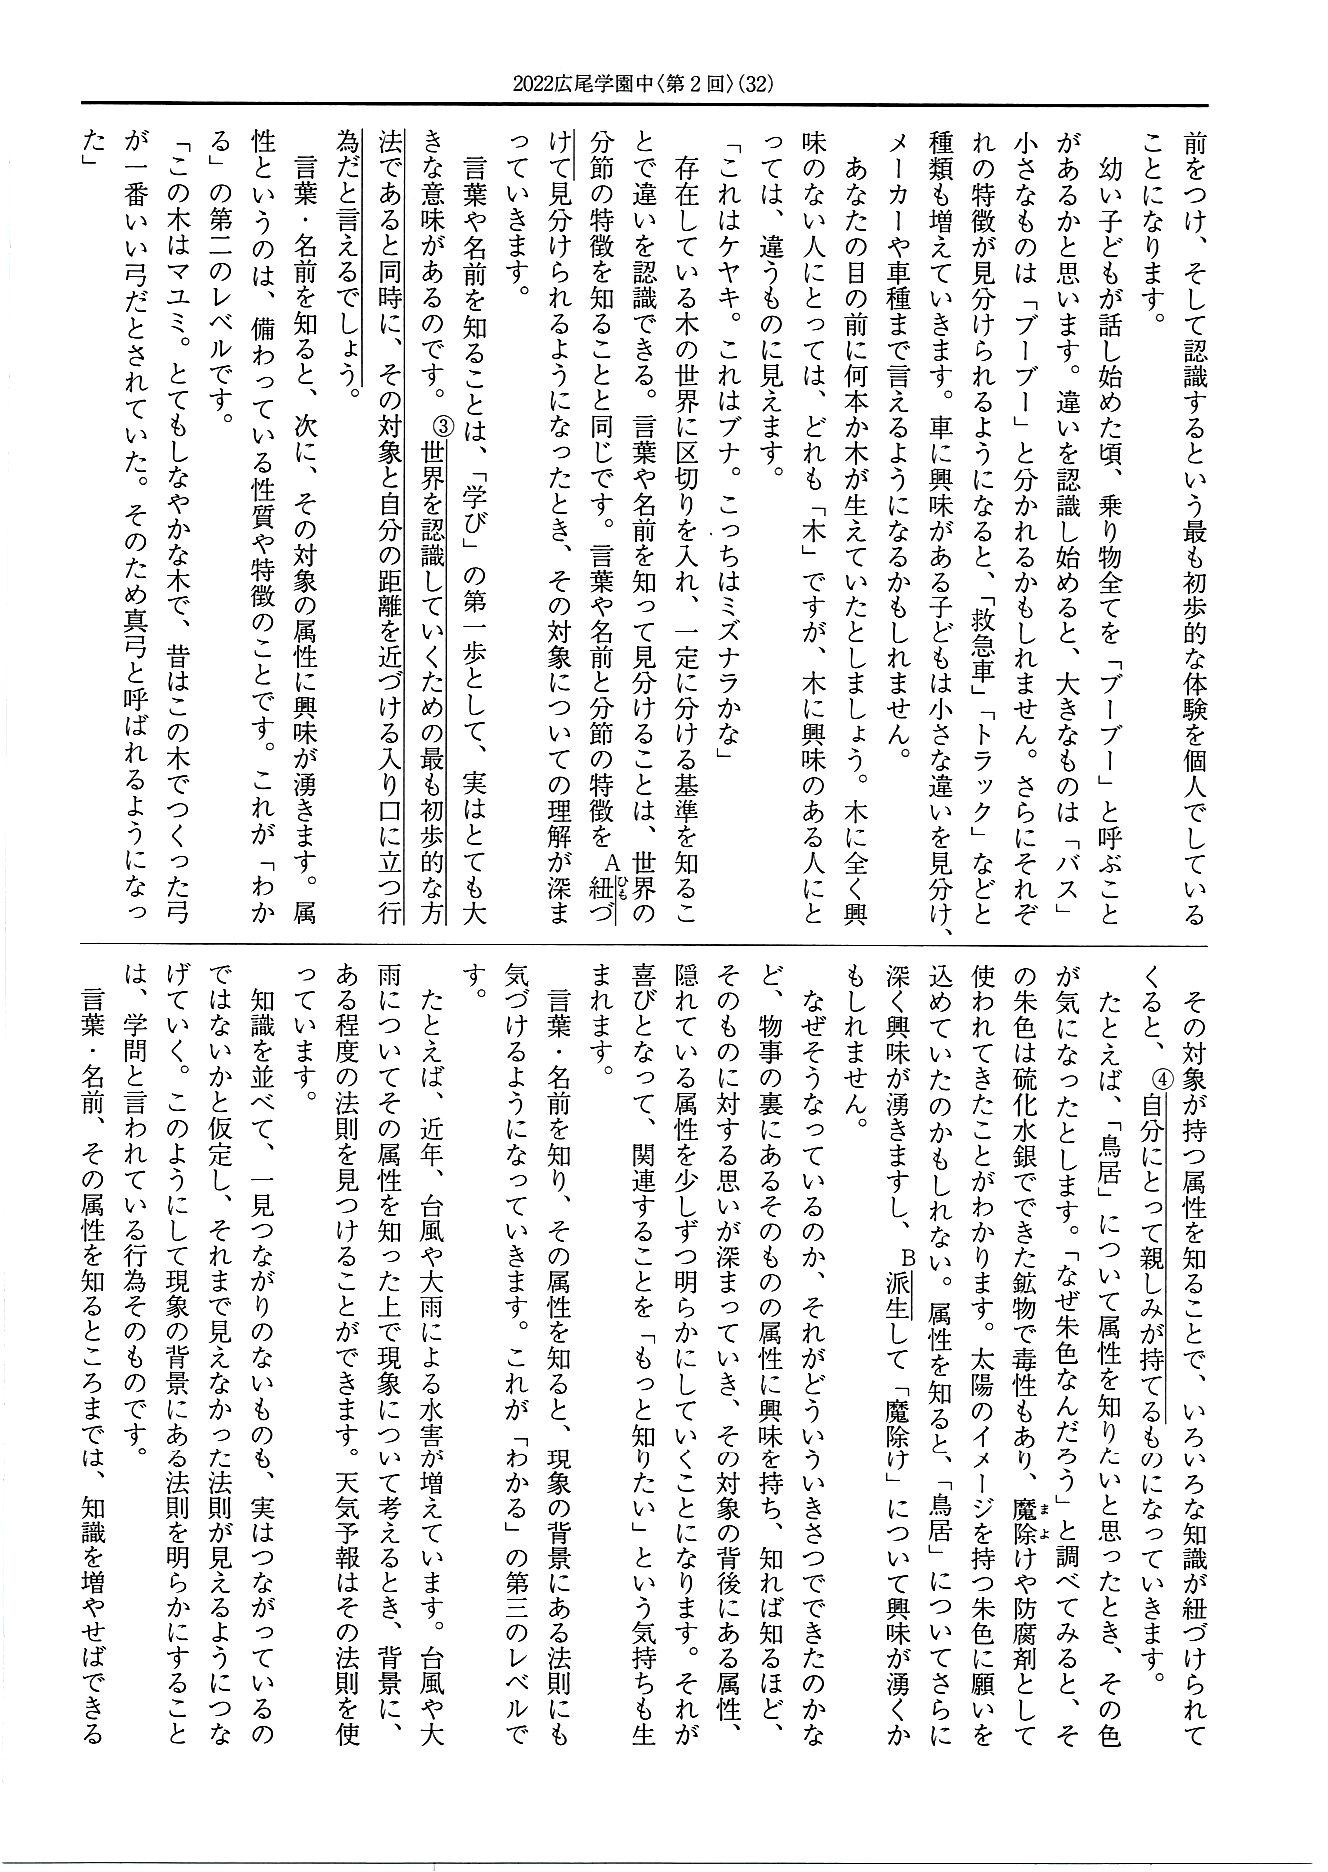 2022広尾学園中〈第2回〉(32)
前をつけ、そして認識するという最も初歩的な体験を個人でしている
ことになります。
幼い子どもが話し始めた頃、乗り物全てを「ブーブー」と呼ぶこと
があるかと思います。違いを認識し始めると、大きなものは「バス」
小さなものは「ブーブー」と分かれるかもしれません。さらにそれぞ
れの特徴が見分けられるようになると、「救急車」「トラック」などと
種類も増えていきます。車に興味がある子どもは小さな違いを見分け、
メーカーや車種まで言えるようになるかもしれません。
あなたの目の前に何本か木が生えていたとしましょう。木に全く興
味のない人にとっては、どれも「木」ですが、木に興味のある人にと
っては、違うものに見えます。
「これはケヤキ。これはブナ。こっちはミズナラかな」
存在している木の世界に区切りを入れ、一定に分ける基準を知るこ
とで違いを認識できる。言葉や名前を知って見分けることは、世界の
分節の特徴を知ることと同じです。言葉や名前と分節の特徴をA紐づ
ひも
けて見分けられるようになったとき、その対象についての理解が深ま
っていきます。
言葉や名前を知ることは、「学び」の第一歩として、実はとても大
きな意味があるのです。③世界を認識していくための最も初歩的な方
法であると同時に、その対象と自分の距離を近づける入り口に立つ行
為だと言えるでしょう。
言葉・名前を知ると、次に、その対象の属性に興味が湧きます。属
性というのは、備わっている性質や特徴のことです。これが「わか
る」の第二のレベルです。
「この木はマユミ。とてもしなやかな木で、昔はこの木でつくった弓
が一番いい弓だとされていた。そのため真弓と呼ばれるようになっ
た」
その対象が持つ属性を知ることで、いろいろな知識が紐づけられて
くると、④自分にとって親しみが持てるものになっていきます。
たとえば、「鳥居」について属性を知りたいと思ったとき、その色
が気になったとします。「なぜ朱色なんだろう」と調べてみると、そ
の朱色は硫化水銀でできた鉱物で毒性もあり、魔除けや防腐剤として
まよ
使われてきたことがわかります。太陽のイメージを持つ朱色に願いを
込めていたのかもしれない。属性を知ると、「鳥居」についてさらに
深く興味が湧きますし、B派生して「魔除け」について興味が湧くか
もしれません。
なぜそうなっているのか、それがどういういきさつでできたのかな
ど、物事の裏にあるそのものの属性に興味を持ち、知れば知るほど、
そのものに対する思いが深まっていき、その対象の背後にある属性、
隠れている属性を少しずつ明らかにしていくことになります。それが
喜びとなって、関連することを「もっと知りたい」という気持ちも生
まれます。
言葉・名前を知り、その属性を知ると、現象の背景にある法則にも
気づけるようになっていきます。これが「わかる」の第三のレベルで
す。
たとえば、近年、台風や大雨による水害が増えています。台風や大
雨についてその属性を知った上で現象について考えるとき、背景に、
ある程度の法則を見つけることができます。天気予報はその法則を使
っています。
知識を並べて、一見つながりのないものも、実はつながっているの
ではないかと仮定し、それまで見えなかった法則が見えるようにつな
げていく。このようにして現象の背景にある法則を明らかにすること
は、学問と言われている行為そのものです。
言葉・名前、その属性を知るところまでは、知識を増やせばできる